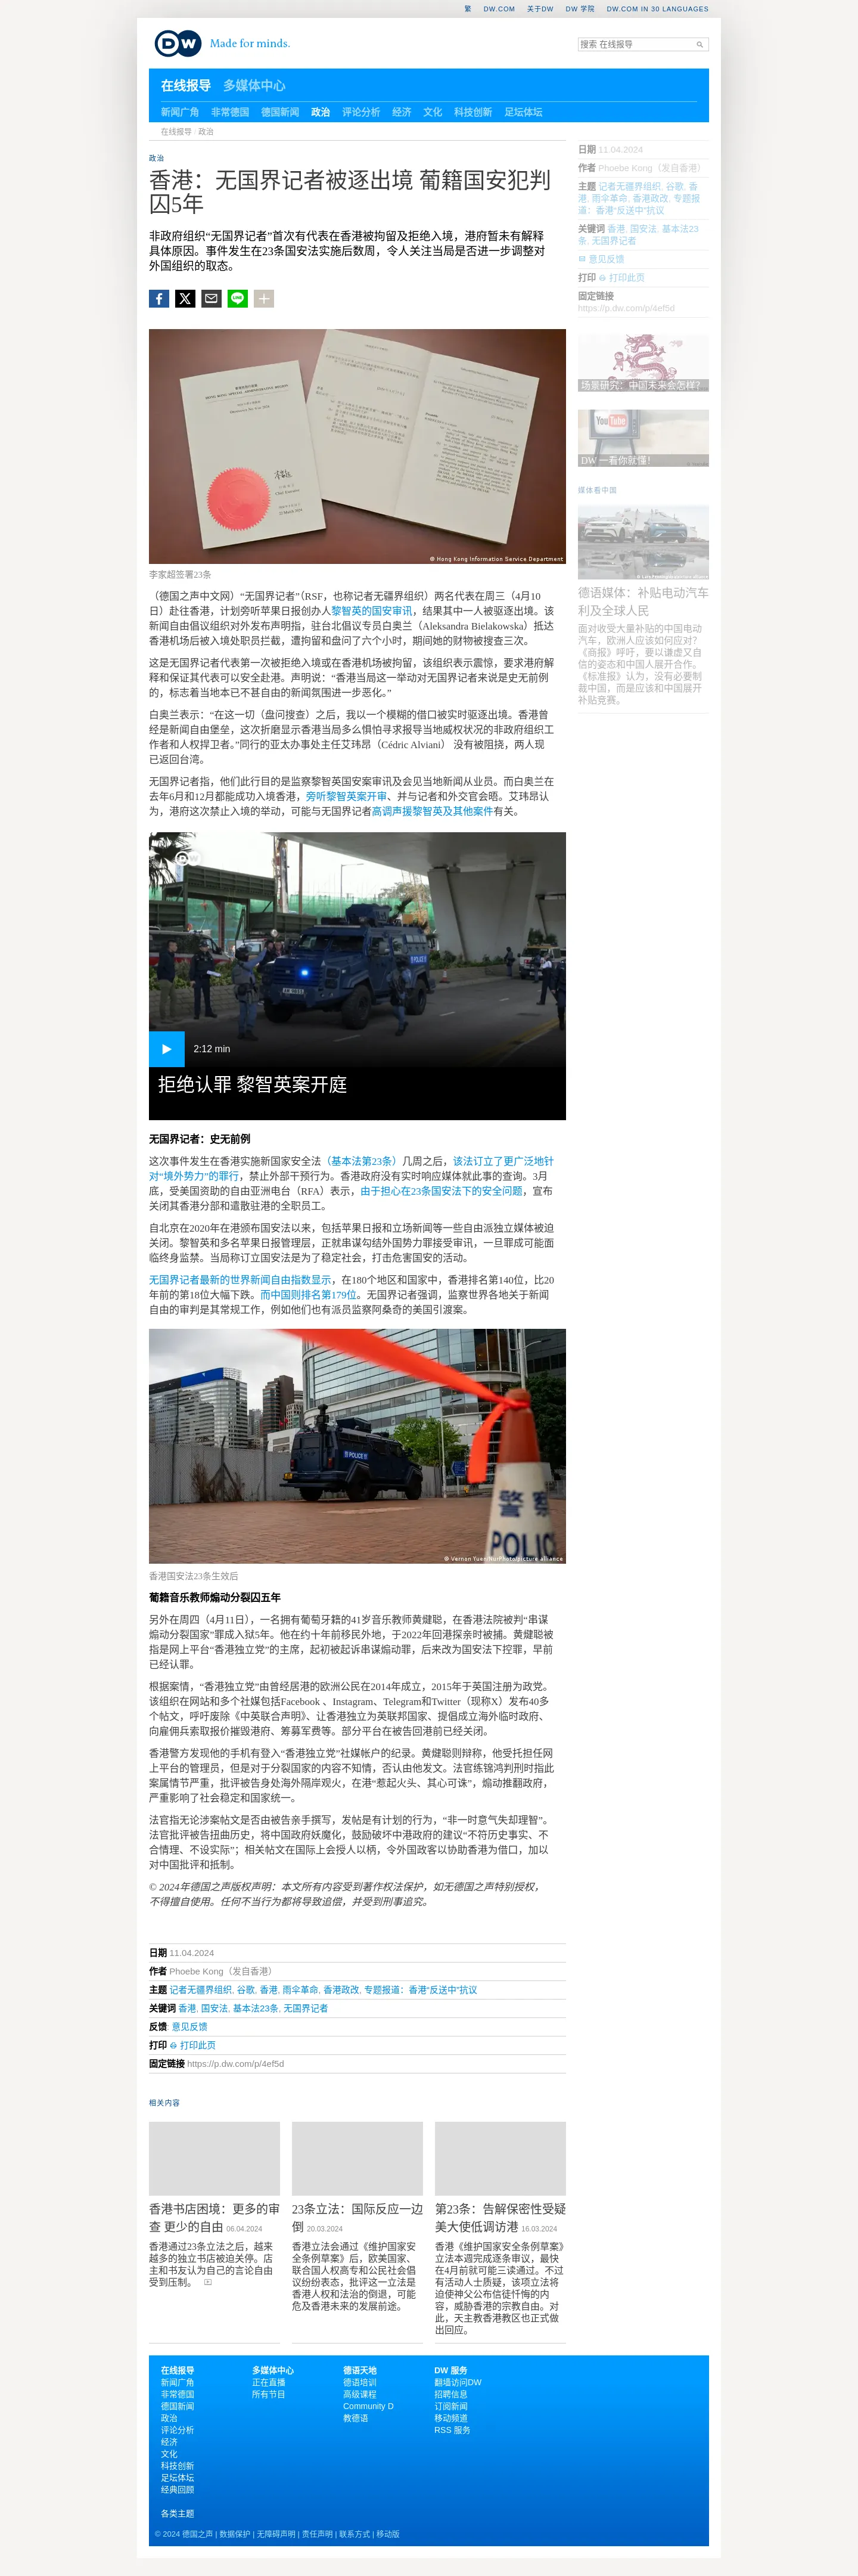 繁 DW.COM 关于DW DW 学院 DW.COM IN 30 LANGUAGES
DW Made for minds.
搜索 在线报导
在线报导 多媒体中心
新闻广角 非常德国 德国新闻 政治 评论分析 经济 文化 科技创新 足坛体坛
在线报导 / 政治
政治
香港：无国界记者被逐出境 葡籍国安犯判
囚5年
非政府组织“无国界记者”首次有代表在香港被拘留及拒绝入境，港府暂未有解释
具体原因。事件发生在23条国安法实施后数周，令人关注当局是否进一步调整对
外国组织的取态。
© Hong Kong Information Service Department
李家超签署23条
（德国之声中文网）“无国界记者”（RSF，也称记者无疆界组织）两名代表在周三（4月10
日）赴往香港，计划旁听苹果日报创办人黎智英的国安审讯，结果其中一人被驱逐出境。该
新闻自由倡议组织对外发布声明指，驻台北倡议专员白奥兰（Aleksandra Bielakowska）抵达
香港机场后被入境处职员拦截，遭拘留和盘问了六个小时，期间她的财物被搜查三次。
这是无国界记者代表第一次被拒绝入境或在香港机场被拘留，该组织表示震惊，要求港府解
释和保证其代表可以安全赴港。声明说：“香港当局这一举动对无国界记者来说是史无前例
的，标志着当地本已不甚自由的新闻氛围进一步恶化。”
白奥兰表示：“在这一切（盘问搜查）之后，我以一个模糊的借口被实时驱逐出境。香港曾
经是新闻自由堡垒，这次折磨显示香港当局多么惧怕寻求报导当地威权状况的非政府组织工
作者和人权捍卫者。”同行的亚太办事处主任艾玮昂（Cédric Alviani） 没有被阻挠，两人现
已返回台湾。
无国界记者指，他们此行目的是监察黎智英国安案审讯及会见当地新闻从业员。而白奥兰在
去年6月和12月都能成功入境香港，旁听黎智英案开审、并与记者和外交官会晤。艾玮昂认
为，港府这次禁止入境的举动，可能与无国界记者高调声援黎智英及其他案件有关。
DW
POLICE
2:12 min
拒绝认罪 黎智英案开庭
无国界记者：史无前例
这次事件发生在香港实施新国家安全法（基本法第23条）几周之后，该法订立了更广泛地针
对“境外势力”的罪行，禁止外部干预行为。香港政府没有实时响应媒体就此事的查询。3月
底，受美国资助的自由亚洲电台（RFA）表示，由于担心在23条国安法下的安全问题，宣布
关闭其香港分部和遣散驻港的全职员工。
自北京在2020年在港颁布国安法以来，包括苹果日报和立场新闻等一些自由派独立媒体被迫
关闭。黎智英和多名苹果日报管理层，正就串谋勾结外国势力罪接受审讯，一旦罪成可能面
临终身监禁。当局称订立国安法是为了稳定社会，打击危害国安的活动。
无国界记者最新的世界新闻自由指数显示，在180个地区和国家中，香港排名第140位，比20
年前的第18位大幅下跌。而中国则排名第179位。无国界记者强调，监察世界各地关于新闻
自由的审判是其常规工作，例如他们也有派员监察阿桑奇的美国引渡案。
警察
POLIC
© Vernon Yuen/NurPhoto/picture alliance
香港国安法23条生效后
葡籍音乐教师煽动分裂囚五年
另外在周四（4月11日），一名拥有葡萄牙籍的41岁音乐教师黄煡聪，在香港法院被判“串谋
煽动分裂国家”罪成入狱5年。他在约十年前移民外地，于2022年回港探亲时被捕。黄煡聪被
指是网上平台“香港独立党”的主席，起初被起诉串谋煽动罪，后来改为国安法下控罪，早前
已经认罪。
根据案情，“香港独立党”由曾经居港的欧洲公民在2014年成立，2015年于英国注册为政党。
该组织在网站和多个社媒包括Facebook 、Instagram、Telegram和Twitter（现称X）发布40多
个帖文，呼吁废除《中英联合声明》、让香港独立为英联邦国家、提倡成立海外临时政府、
向雇佣兵索取报价摧毁港府、筹募军费等。部分平台在被告回港前已经关闭。
香港警方发现他的手机有登入“香港独立党”社媒帐户的纪录。黄煡聪则辩称，他受托担任网
上平台的管理员，但是对于分裂国家的内容不知情，否认由他发文。法官练锦鸿判刑时指此
案属情节严重，批评被告身处海外隔岸观火，在港“惹起火头、其心可诛”，煽动推翻政府，
严重影响了社会稳定和国家统一。
法官指无论涉案帖文是否由被告亲手撰写，发帖是有计划的行为，“非一时意气失却理智”。
法官批评被告扭曲历史，将中国政府妖魔化，鼓励破坏中港政府的建议“不符历史事实、不
合情理、不设实际”；相关帖文在国际上会授人以柄，令外国政客以协助香港为借口，加以
对中国批评和抵制。
© 2024年德国之声版权声明：本文所有内容受到著作权法保护，如无德国之声特别授权，
不得擅自使用。任何不当行为都将导致追偿，并受到刑事追究。
日期 11.04.2024
作者 Phoebe Kong（发自香港）
主题 记者无疆界组织, 谷歌, 香港, 雨伞革命, 香港政改, 专题报道：香港“反送中”抗议
关键词 香港, 国安法, 基本法23条, 无国界记者
反馈: 意见反馈
打印 打印此页
固定链接 https://p.dw.com/p/4ef5d
相关内容
香港书店困境：更多的审
查 更少的自由 06.04.2024
香港通过23条立法之后，越来
越多的独立书店被迫关停。店
主和书友认为自己的言论自由
受到压制。
23条立法：国际反应一边
倒 20.03.2024
香港立法会通过《维护国家安
全条例草案》后，欧美国家、
联合国人权高专和公民社会倡
议纷纷表态，批评这一立法是
香港人权和法治的倒退，可能
危及香港未来的发展前途。
第23条：告解保密性受疑
美大使低调访港 16.03.2024
香港《维护国家安全条例草案》
立法本週完成逐条审议，最快
在4月前就可能三读通过。不过
有活动人士质疑，该项立法将
迫使神父公布信徒忏悔的内
容，威胁香港的宗教自由。对
此，天主教香港教区也正式做
出回应。
日期 11.04.2024
作者 Phoebe Kong（发自香港）
主题 记者无疆界组织, 谷歌, 香
港, 雨伞革命, 香港政改, 专题报
道：香港“反送中”抗议
关键词 香港, 国安法, 基本法23
条, 无国界记者
意见反馈
打印 打印此页
固定链接
https://p.dw.com/p/4ef5d
场景研究：中国未来会怎样？
YouTube
DW 一看你就懂！
媒体看中国
德语媒体：补贴电动汽车
利及全球人民
面对收受大量补贴的中国电动
汽车，欧洲人应该如何应对？
《商报》呼吁，要以谦虚又自
信的姿态和中国人展开合作。
《标准报》认为，没有必要制
裁中国，而是应该和中国展开
补贴竞赛。
在线报导
新闻广角
非常德国
德国新闻
政治
评论分析
经济
文化
科技创新
足坛体坛
经典回顾
各类主题
多媒体中心
正在直播
所有节目
德语天地
德语培训
高级课程
Community D
教德语
DW 服务
翻墙访问DW
招聘信息
订阅新闻
移动频道
RSS 服务
© 2024 德国之声 | 数据保护 | 无障碍声明 | 责任声明 | 联系方式 | 移动版